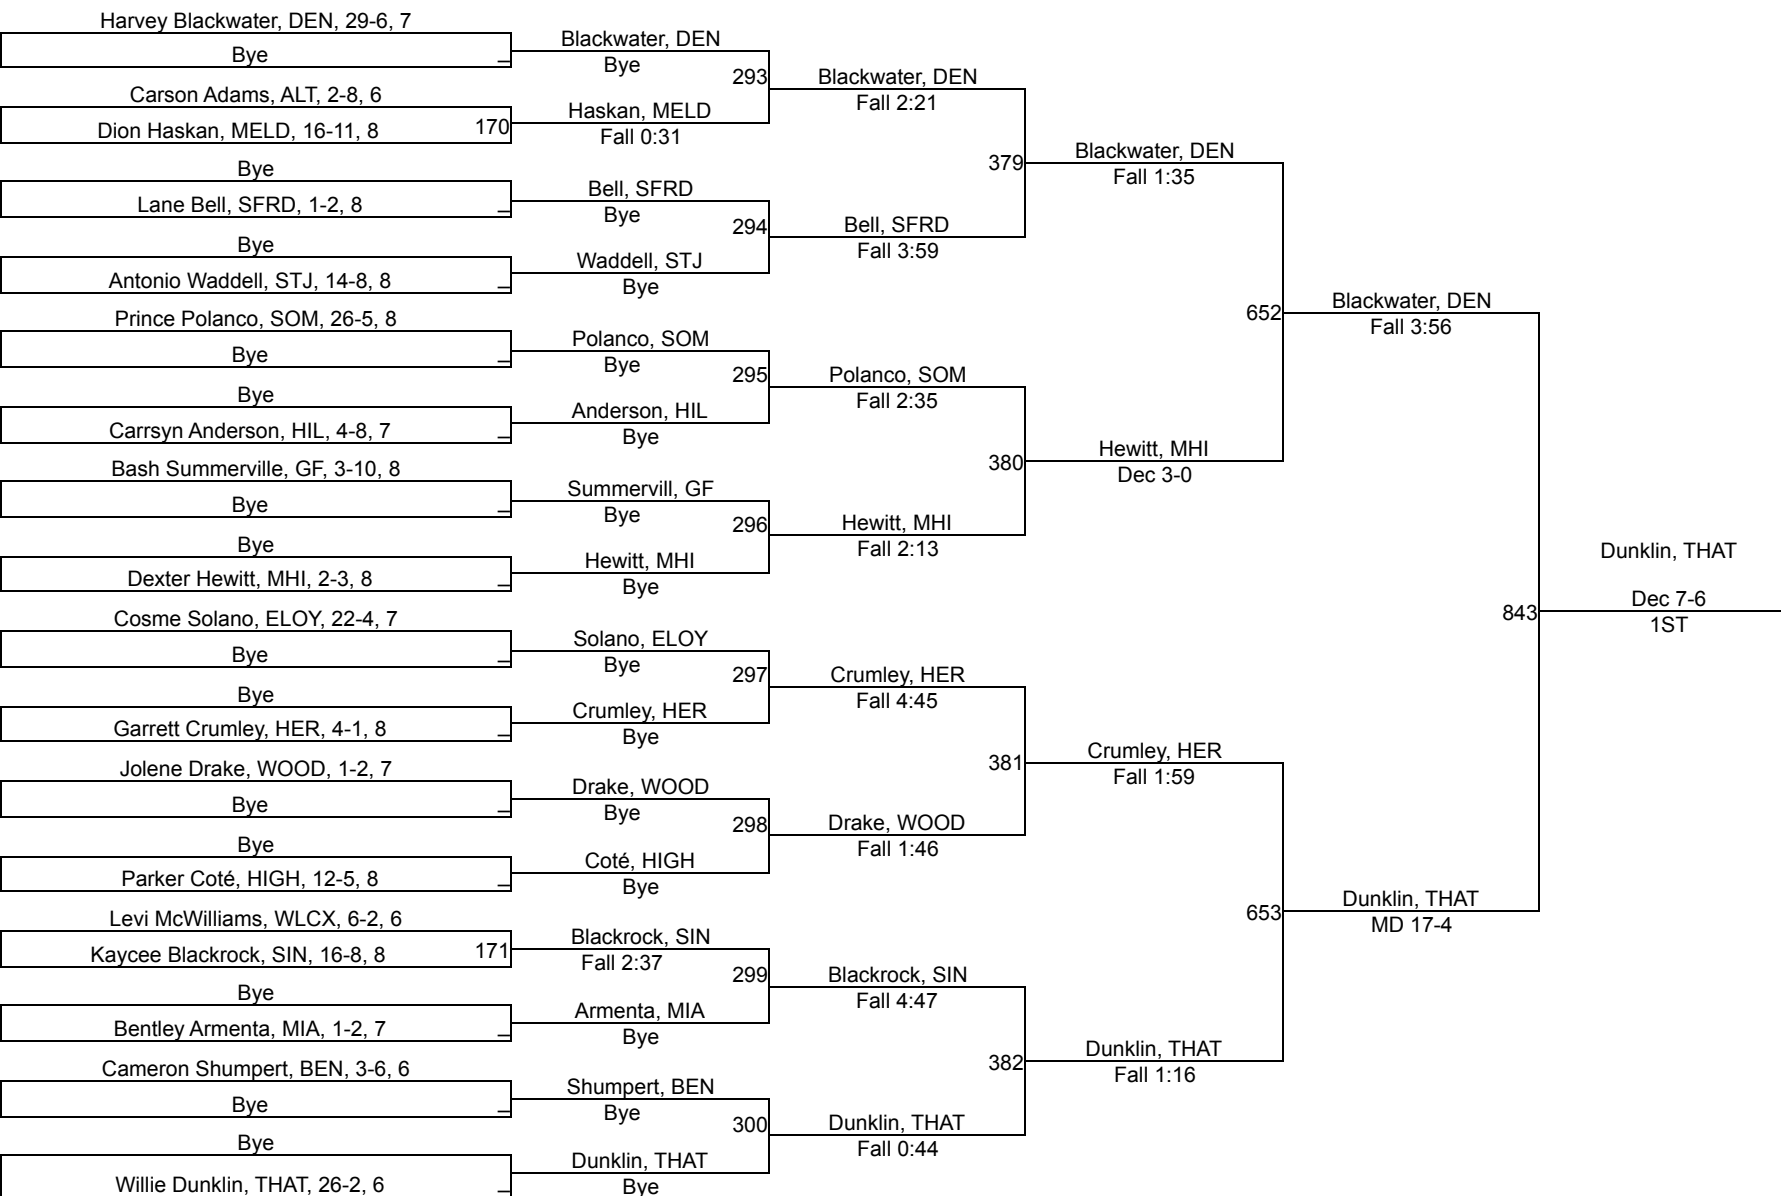 Harvey Blackwater, DEN, 29-6, 7
Bye
Carson Adams, ALT, 2-8, 6
Dion Haskan, MELD, 16-11, 8
170
Bye
Lane Bell, SFRD, 1-2, 8
Bye
Antonio Waddell, STJ, 14-8, 8
Prince Polanco, SOM, 26-5, 8
Bye
Bye
Carrsyn Anderson, HIL, 4-8, 7
Bash Summerville, GF, 3-10, 8
Bye
Bye
Dexter Hewitt, MHI, 2-3, 8
Cosme Solano, ELOY, 22-4, 7
Bye
Bye
Garrett Crumley, HER, 4-1, 8
Jolene Drake, WOOD, 1-2, 7
Bye
Bye
Parker Coté, HIGH, 12-5, 8
Levi McWilliams, WLCX, 6-2, 6
Kaycee Blackrock, SIN, 16-8, 8
171
Bye
Bentley Armenta, MIA, 1-2, 7
Cameron Shumpert, BEN, 3-6, 6
Bye
Bye
Willie Dunklin, THAT, 26-2, 6
Blackwater, DEN
Bye
293
Haskan, MELD
Fall 0:31
Bell, SFRD
Bye
294
Waddell, STJ
Bye
Polanco, SOM
Bye
295
Anderson, HIL
Bye
Summervill, GF
Bye
296
Hewitt, MHI
Bye
Solano, ELOY
Bye
297
Crumley, HER
Bye
Drake, WOOD
Bye
298
Coté, HIGH
Bye
Blackrock, SIN
Fall 2:37
299
Armenta, MIA
Bye
Shumpert, BEN
Bye
300
Dunklin, THAT
Bye
Blackwater, DEN
Fall 2:21
379
Bell, SFRD
Fall 3:59
Polanco, SOM
Fall 2:35
380
Hewitt, MHI
Fall 2:13
Crumley, HER
Fall 4:45
381
Drake, WOOD
Fall 1:46
Blackrock, SIN
Fall 4:47
382
Dunklin, THAT
Fall 0:44
Blackwater, DEN
Fall 1:35
652
Hewitt, MHI
Dec 3-0
Crumley, HER
Fall 1:59
653
Dunklin, THAT
Fall 1:16
Blackwater, DEN
Fall 3:56
843
Dunklin, THAT
MD 17-4
Dunklin, THAT
Dec 7-6
1ST